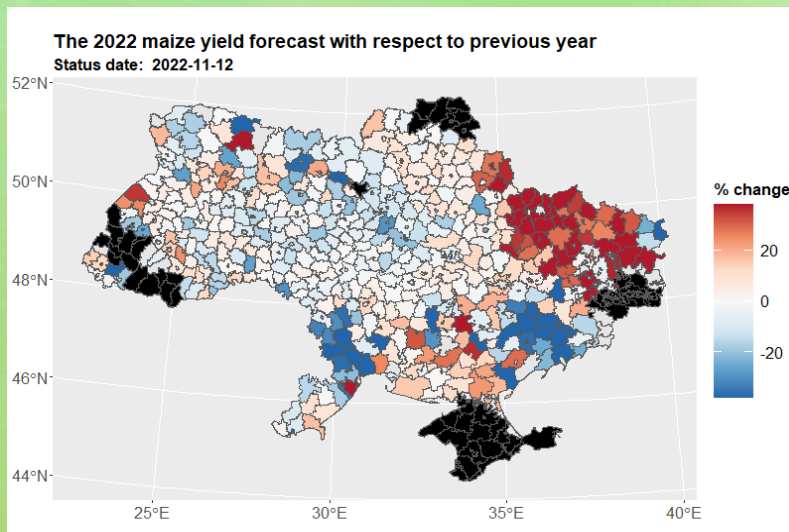 The 2022 maize yield forecast with respect to previous year
Status date:  2022-11-12
52°N
50°N
48°N
46°N
44°N
25°E
30°E
35°E
40°E
% change
20
0
-20